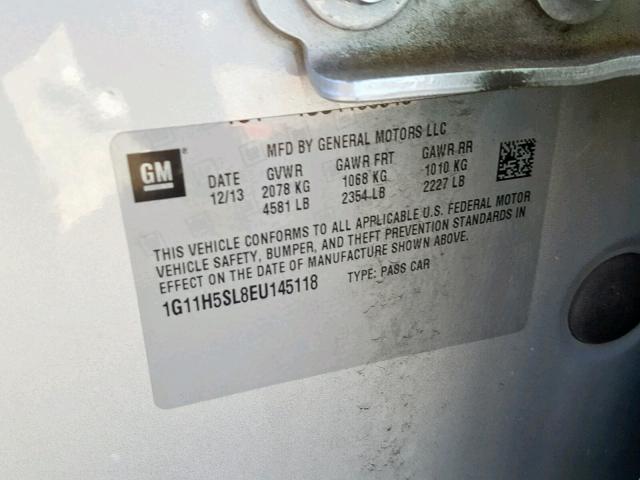 MFD BY GENERAL MOTORS LLC
GM
DATE GVWR GAWR FRT GAWR RR
12/13 2078 KG 1068 KG 1010 KG
4581 LB 2354 LB 2227 LB
THIS VEHICLE CONFORMS TO ALL APPLICABLE U.S. FEDERAL MOTOR
VEHICLE SAFETY, BUMPER, AND THEFT PREVENTION STANDARDS IN
EFFECT ON THE DATE OF MANUFACTURE SHOWN ABOVE.
1G11H5SL8EU145118 TYPE: PASS CAR